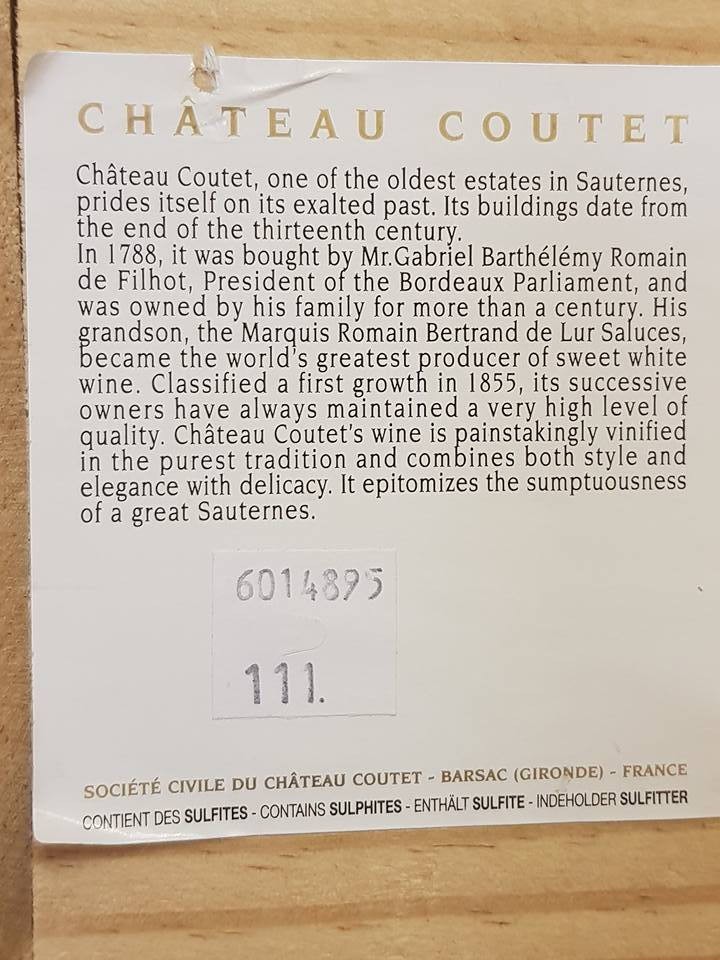 CHÂTEAU COUTET
Château Coutet, one of the oldest estates in Sauternes,
prides itself on its exalted past. Its buildings date from
the end of the thirteenth century.
In 1788, it was bought by Mr.Gabriel Barthélémy Romain
de Filhot, President of the Bordeaux Parliament, and
was owned by his family for more than a century. His
grandson, the Marquis Romain Bertrand de Lur Saluces,
became the world's greatest producer of sweet white
wine. Classified a first growth in 1855, its successive
owners have always maintained a very high level of
quality. Château Coutet's wine is painstakingly vinified
in the purest tradition and combines both style and
elegance with delicacy. It epitomizes the sumptuousness
of a great Sauternes.
6014895
111.
SOCIÉTÉ CIVILE DU CHÂTEAU COUTET - BARSAC (GIRONDE) - FRANCE
CONTIENT DES SULFITES - CONTAINS SULPHITES - ENTHÄLT SULFITE - INDEHOLDER SULFITTER